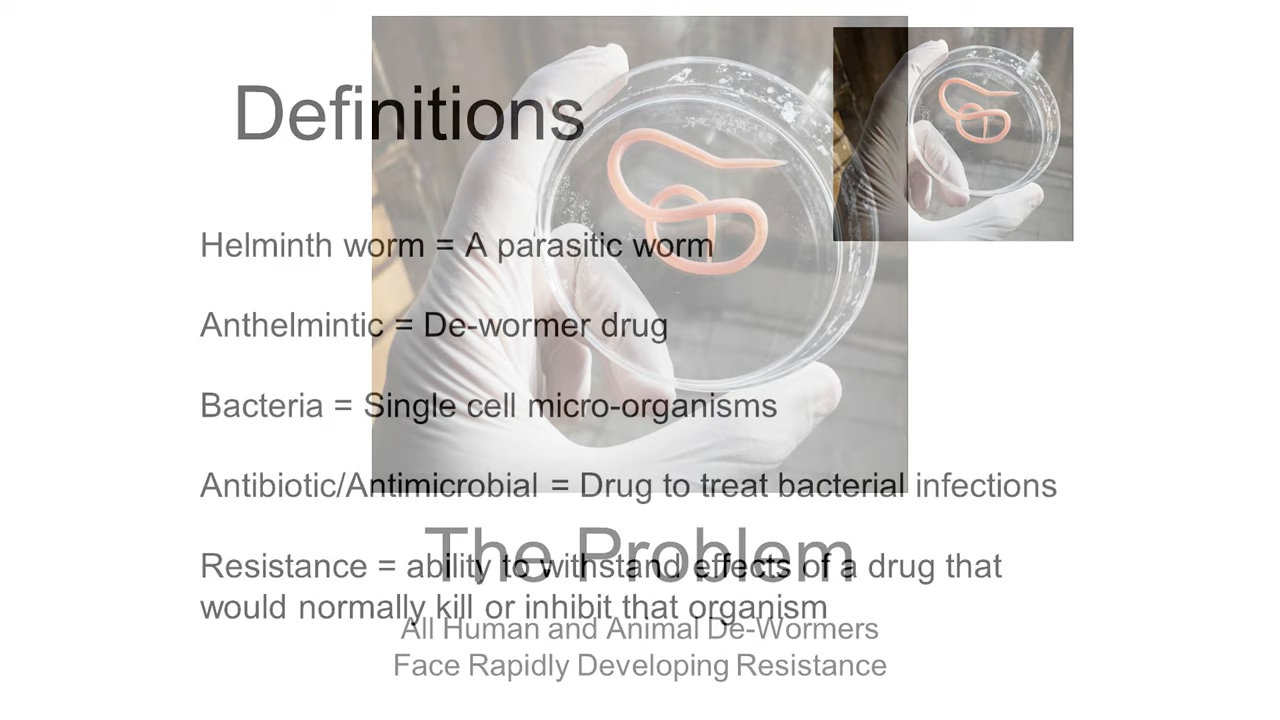 Definitions
Helminth worm = A parasitic worm
Anthelmintic = De-wormer drug
Bacteria = Single cell micro-organisms
Antibiotic/Antimicrobial = Drug to treat bacterial infections
The Problem
Resistance = ability to withstand effects of a drug that
would normally kill or inhibit that organism
All Human and Animal De-Wormers
Face Rapidly Developing Resistance